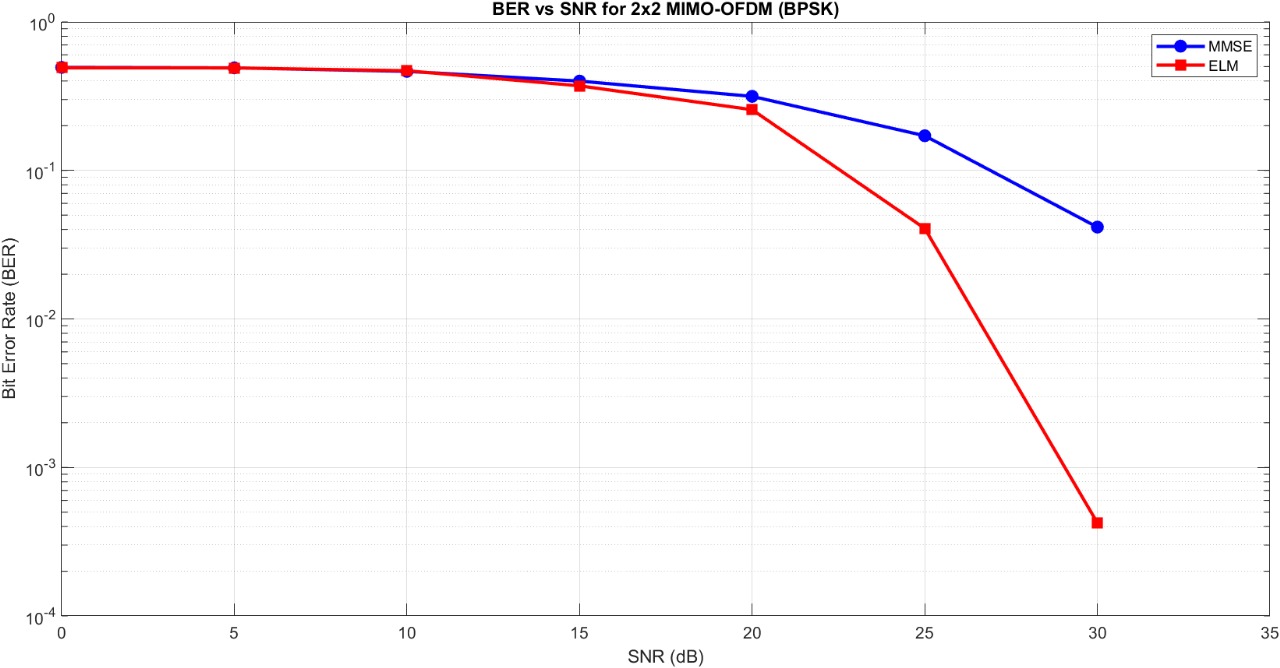 BER vs SNR for 2x2 MIMO-OFDM (BPSK)
MMSE
ELM
Bit Error Rate (BER)
10^0
10^-1
10^-2
10^-3
10^-4
0 5 10 15 20 25 30 35
SNR (dB)